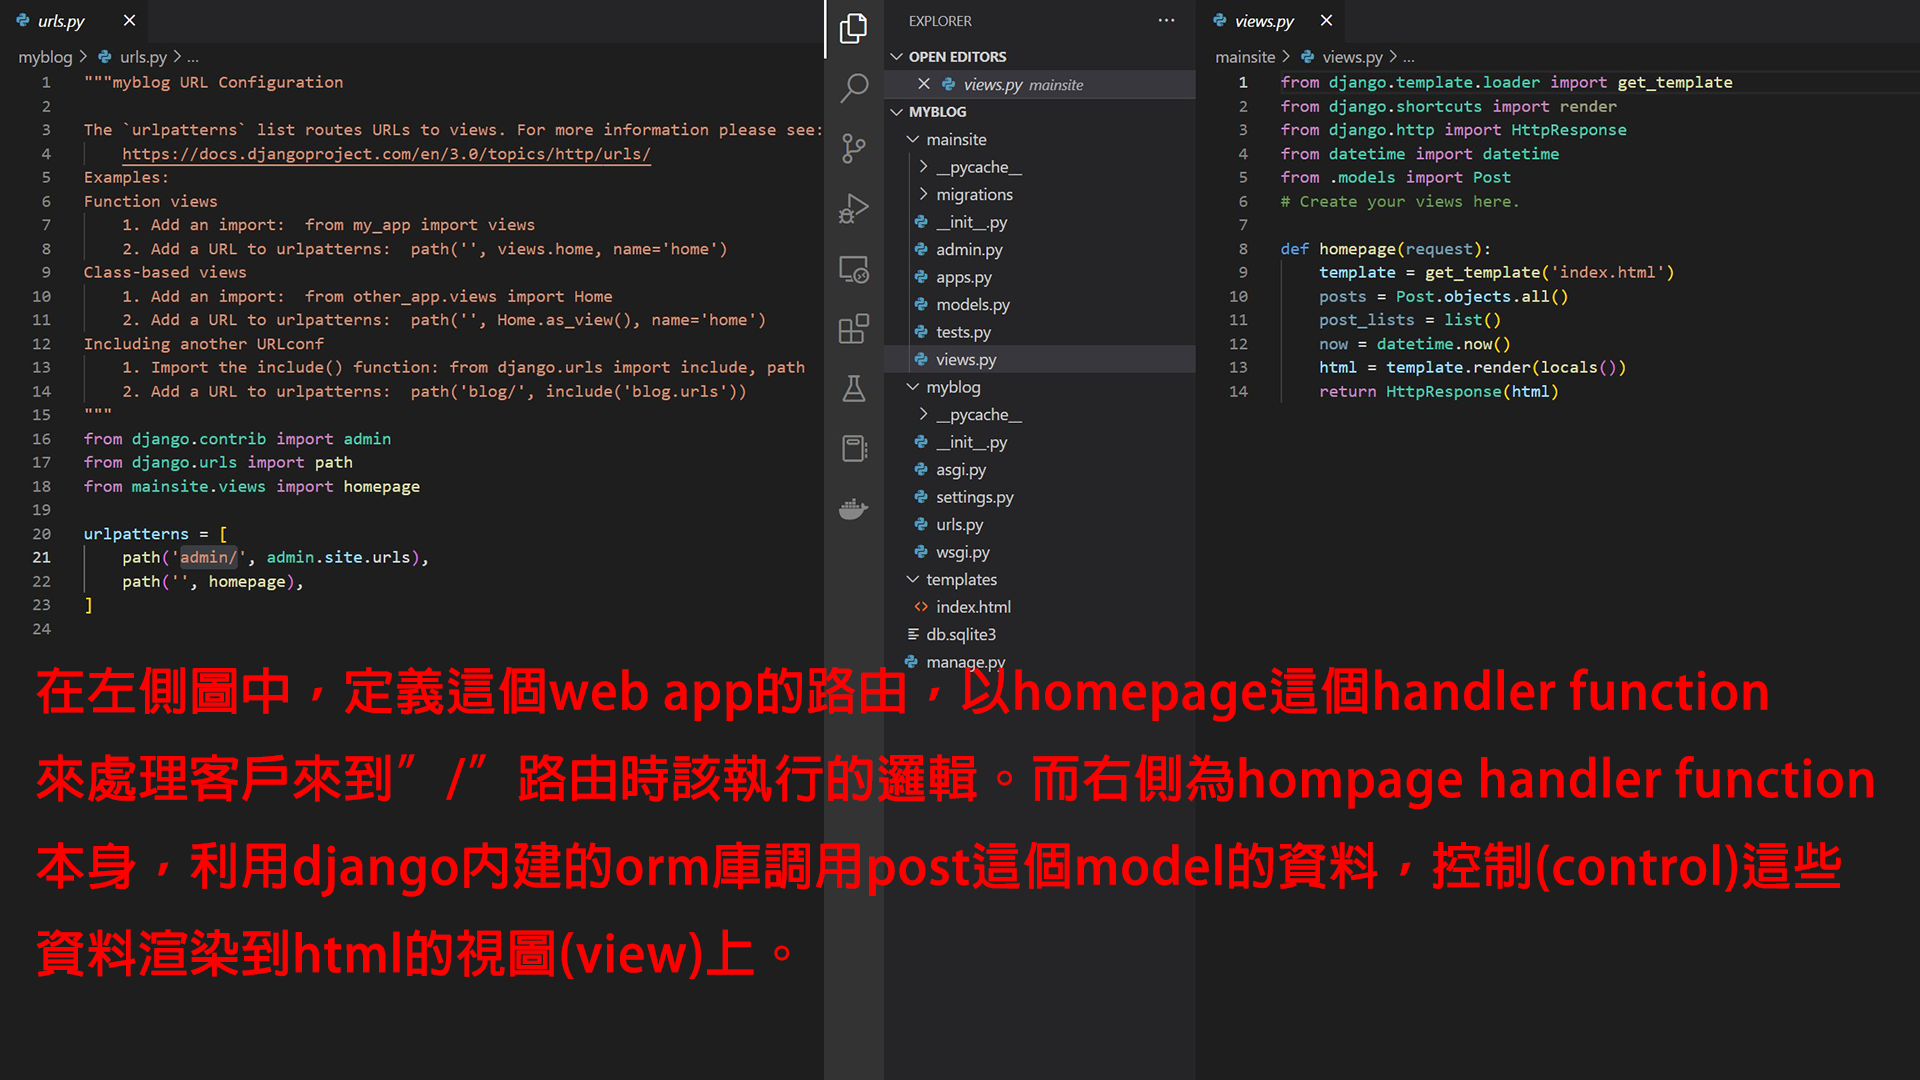 urls.py
myblog > urls.py > ...
1 """myblog URL Configuration
2
3 The `urlpatterns` list routes URLs to views. For more information please see:
4     https://docs.djangoproject.com/en/3.0/topics/http/urls/
5 Examples:
6 Function views
7     1. Add an import:  from my_app import views
8     2. Add a URL to urlpatterns:  path('', views.home, name='home')
9 Class-based views
10     1. Add an import:  from other_app.views import Home
11     2. Add a URL to urlpatterns:  path('', Home.as_view(), name='home')
12 Including another URLconf
13     1. Import the include() function: from django.urls import include, path
14     2. Add a URL to urlpatterns:  path('blog/', include('blog.urls'))
15 """
16 from django.contrib import admin
17 from django.urls import path
18 from mainsite.views import homepage
19
20 urlpatterns = [
21     path('admin/', admin.site.urls),
22     path('', homepage),
23 ]
24
EXPLORER
OPEN EDITORS
views.py mainsite
MYBLOG
mainsite
__pycache__
migrations
__init__.py
admin.py
apps.py
models.py
tests.py
views.py
myblog
__pycache__
__init__.py
asgi.py
settings.py
urls.py
wsgi.py
templates
index.html
db.sqlite3
manage.py
views.py
mainsite > views.py > ...
1 from django.template.loader import get_template
2 from django.shortcuts import render
3 from django.http import HttpResponse
4 from datetime import datetime
5 from .models import Post
6 # Create your views here.
7
8 def homepage(request):
9     template = get_template('index.html')
10     posts = Post.objects.all()
11     post_lists = list()
12     now = datetime.now()
13     html = template.render(locals())
14     return HttpResponse(html)
在左側圖中，定義這個web app的路由，以homepage這個handler function
來處理客戶來到”/”路由時該執行的邏輯。而右側為hompage handler function
本身，利用django內建的orm庫調用post這個model的資料，控制(control)這些
資料渲染到html的視圖(view)上。